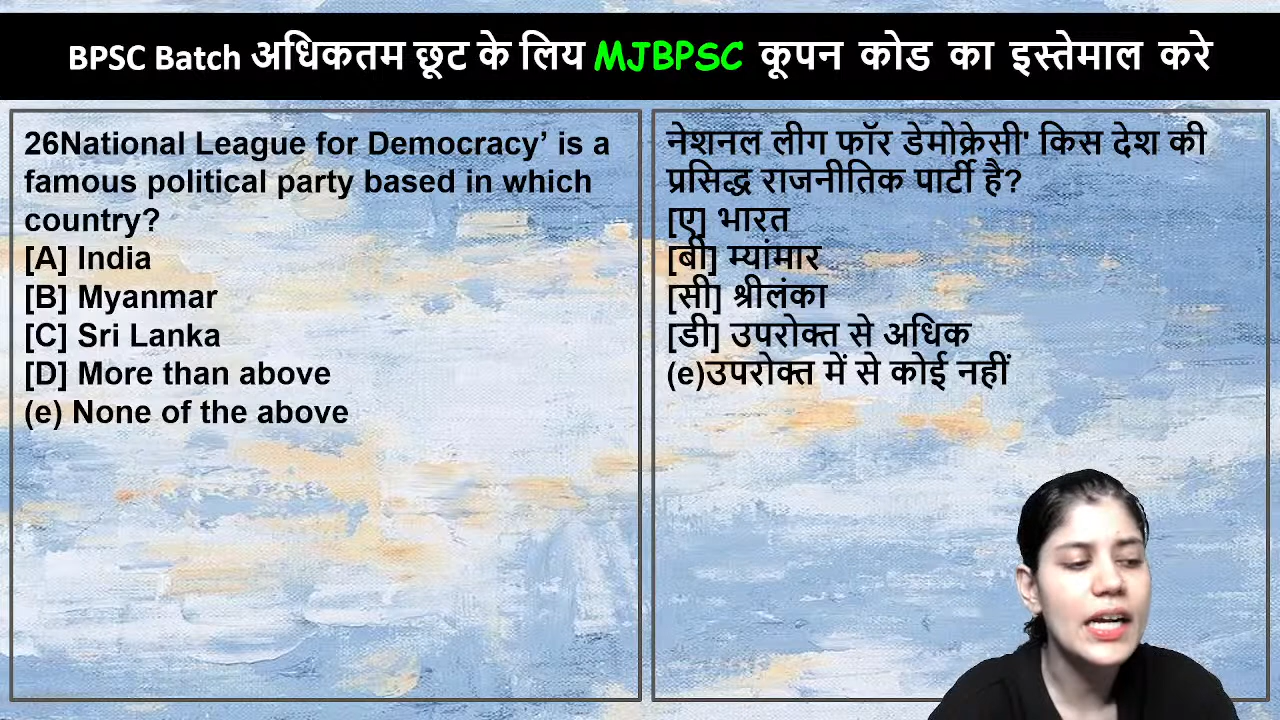 BPSC Batch अधिकतम छूट के लिय MJBPSC कूपन कोड का इस्तेमाल करे
26National League for Democracy’ is a
famous political party based in which
country?
[A] India
[B] Myanmar
[C] Sri Lanka
[D] More than above
(e) None of the above
नेशनल लीग फॉर डेमोक्रेसी' किस देश की
प्रसिद्ध राजनीतिक पार्टी है?
[ए] भारत
[बी] म्यांमार
[सी] श्रीलंका
[डी] उपरोक्त से अधिक
(e)उपरोक्त में से कोई नहीं